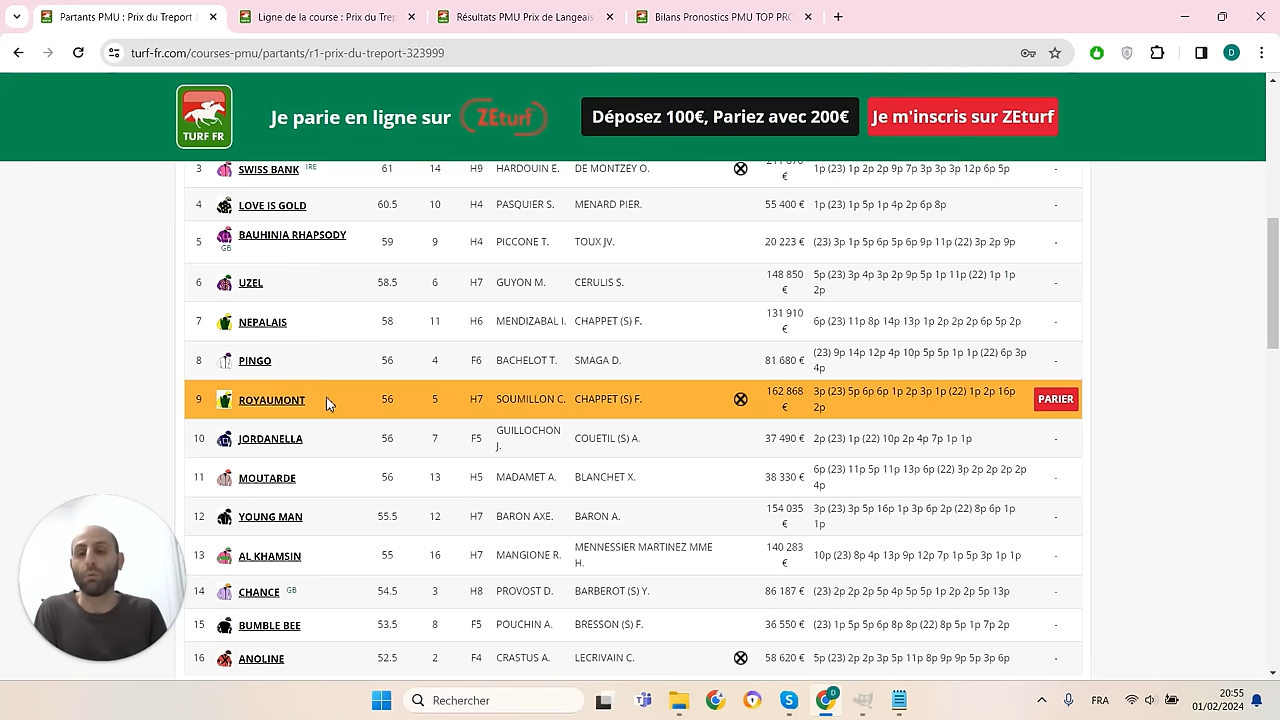 Partants PMU : Prix du Treport
Ligne de la course : Prix du Trep
Résultats PMU Prix de Langeais
Bilans Pronostics PMU TOP PRO
turf-fr.com/courses-pmu/partants/r1-prix-du-treport-323999
D
TURF FR
Je parie en ligne sur ZEturf
Déposez 100€, Pariez avec 200€
Je m'inscris sur ZEturf
3 SWISS BANK IRE 61 14 H9 HARDOUIN E. DE MONTZEY O. € 1p (23) 1p 2p 2p 9p 7p 3p 3p 3p 12p 6p 5p -
4 LOVE IS GOLD 60.5 10 H4 PASQUIER S. MENARD PIER. 55 400 € 1p (23) 1p 5p 1p 4p 2p 6p 8p -
5 BAUHINIA RHAPSODY GB 59 9 H4 PICCONE T. TOUX JV. 20 223 € (23) 3p 1p 5p 6p 5p 6p 6p 11p (22) 3p 2p 9p -
6 UZEL 58.5 6 H7 GUYON M. CERULIS S. 148 850 € 5p (23) 3p 4p 3p 2p 9p 5p 1p 11p (22) 1p 1p 2p -
7 NEPALAIS 58 11 H6 MENDIZABAL I. CHAPPET (S) F. 131 910 € 6p (23) 11p 8p 14p 13p 1p 2p 2p 2p 6p 5p 2p -
8 PINGO 56 4 F6 BACHELOT T. SMAGA D. 81 680 € (23) 9p 14p 12p 4p 10p 5p 5p 1p 1p (22) 6p 3p 4p -
9 ROYAUMONT 56 5 H7 SOUMILLON C. CHAPPET (S) F. 162 868 € 3p (23) 5p 6p 6p 1p 2p 3p 1p (22) 1p 2p 16p 2p PARIER
10 JORDANELLA 56 7 F5 GUILLOCHON J. COUETIL (S) A. 37 490 € 2p (23) 1p (22) 10p 2p 4p 7p 1p 1p -
11 MOUTARDE 56 13 H5 MADAMET A. BLANCHET X. 38 330 € 6p (23) 11p 5p 11p 13p 6p (22) 3p 2p 2p 2p 2p 4p -
12 YOUNG MAN 55.5 12 H7 BARON AXE. BARON A. 154 035 € 3p (23) 3p 5p 16p 1p 3p 6p 2p (22) 8p 6p 1p 1p -
13 AL KHAMSIN 55 16 H7 MANGIONE R. MENNESSIER MARTINEZ MME H. 140 283 € 10p (23) 8p 4p 13p 9p 12p 7p 1p 5p 3p 1p 1p -
14 CHANCE GB 54.5 3 H8 PROVOST D. BARBEROT (S) Y. 86 187 € (23) 2p 2p 2p 5p 4p 5p 5p 1p 2p 2p 5p 13p -
15 BUMBLE BEE 53.5 8 F5 POUCHIN A. BRESSON (S) F. 36 550 € (23) 1p 5p 5p 6p 8p 8p (22) 8p 5p 1p 7p 2p -
16 ANOLINE 52.5 2 F4 CRASTUS A. LECRIVAIN C. 58 620 € 5p (23) 2p 2p 3p 5p 11p 8p 9p 9p 5p 3p 6p -
Rechercher
D
FRA
20:55
01/02/2024